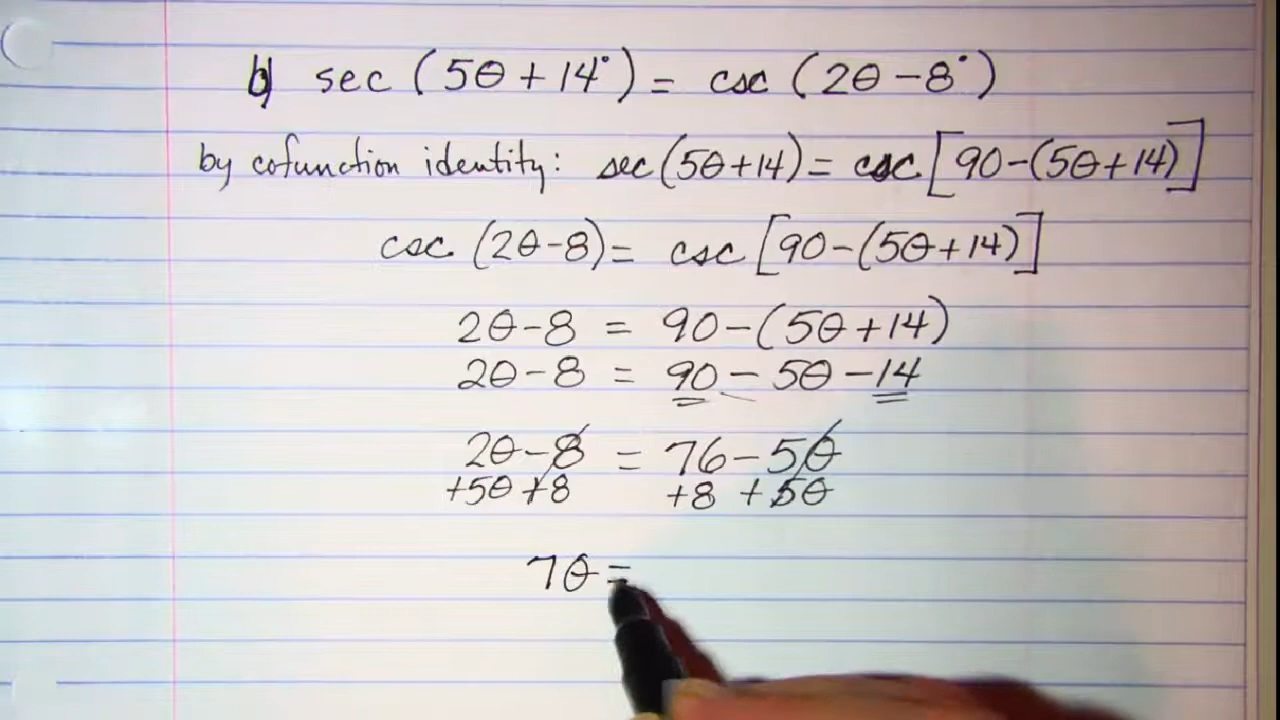 b) sec (5θ + 14°) = csc (2θ - 8°)
by cofunction identity: sec (5θ + 14) = csc [90 - (5θ + 14)]
csc (2θ - 8) = csc [90 - (5θ + 14)]
2θ - 8 = 90 - (5θ + 14)
2θ - 8 = 90 - 5θ - 14
2θ - 8 = 76 - 5θ
+5θ +8 +8 +5θ
7θ =